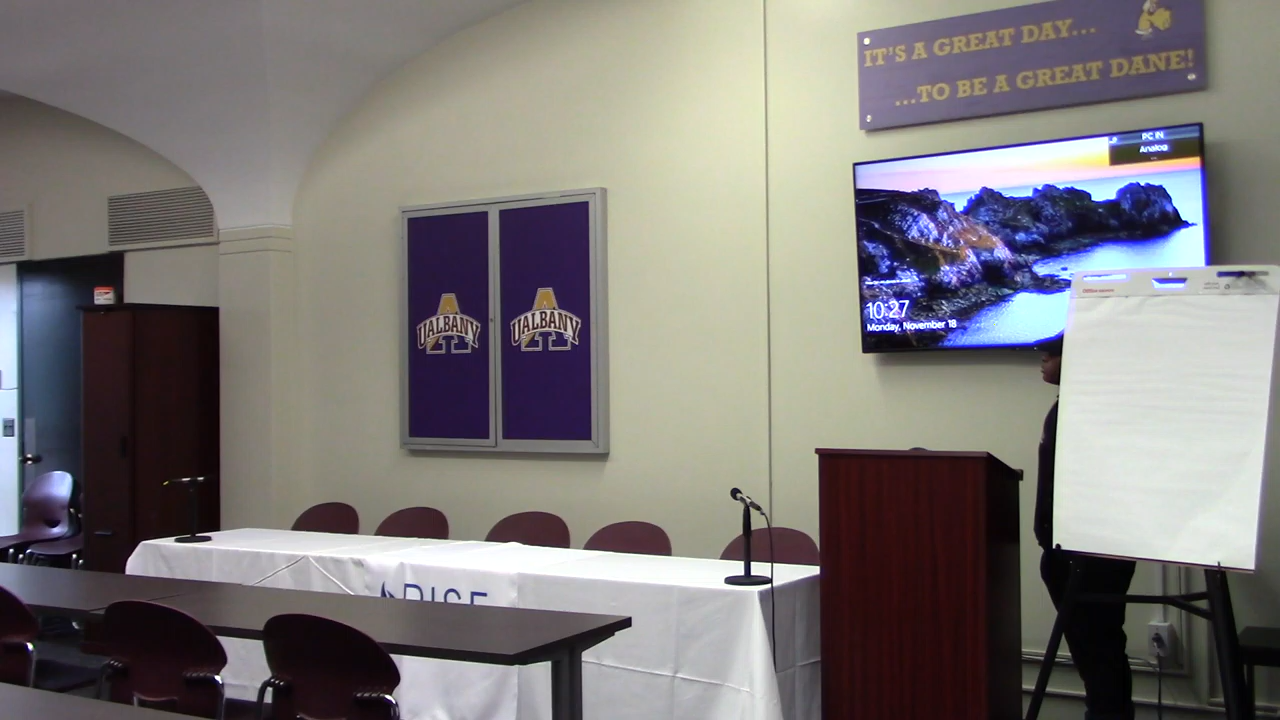 IT'S A GREAT DAY...
...TO BE A GREAT DANE!
PC IN
Analog
10:27
Monday, November 18
UALBANY
UALBANY
RISE